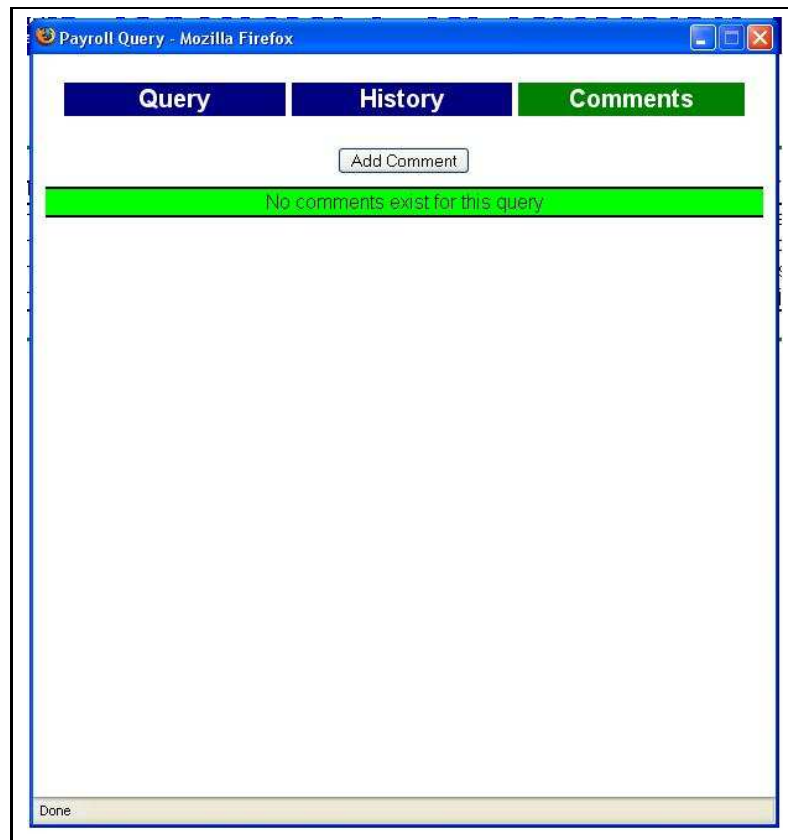 Payroll Query - Mozilla Firefox
Query History Comments
Add Comment
No comments exist for this query
Done